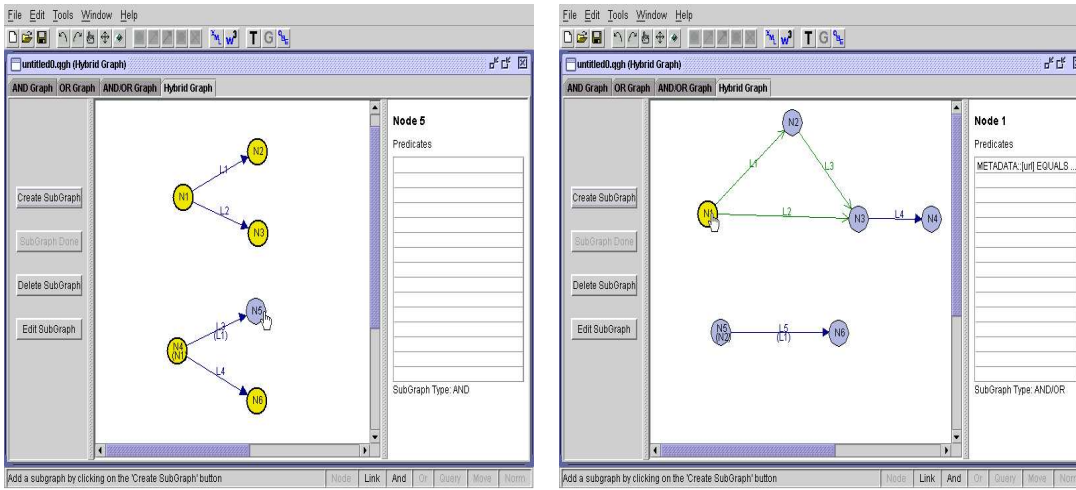 File Edit Tools Window Help
T G
untitled0.qgh (Hybrid Graph)
AND Graph OR Graph AND/OR Graph Hybrid Graph
Create SubGraph
SubGraph Done
Delete SubGraph
Edit SubGraph
N2
L1
N1
L2
N3
N5
L3
(L1)
N4
(N1)
L4
N6
Node 5
Predicates
SubGraph Type: AND
Add a subgraph by clicking on the 'Create SubGraph' button
Node Link And Or Query Move Norm
File Edit Tools Window Help
T G
untitled0.qgh (Hybrid Graph)
AND Graph OR Graph AND/OR Graph Hybrid Graph
Create SubGraph
SubGraph Done
Delete SubGraph
Edit SubGraph
N2
L1
L3
N1
L2
N3
L4
N4
N5
(N2)
L5
(L1)
N6
Node 1
Predicates
METADATA::[url] EQUALS ...
SubGraph Type: AND/OR
Add a subgraph by clicking on the 'Create SubGraph' button
Node Link And Or Query Move Norm